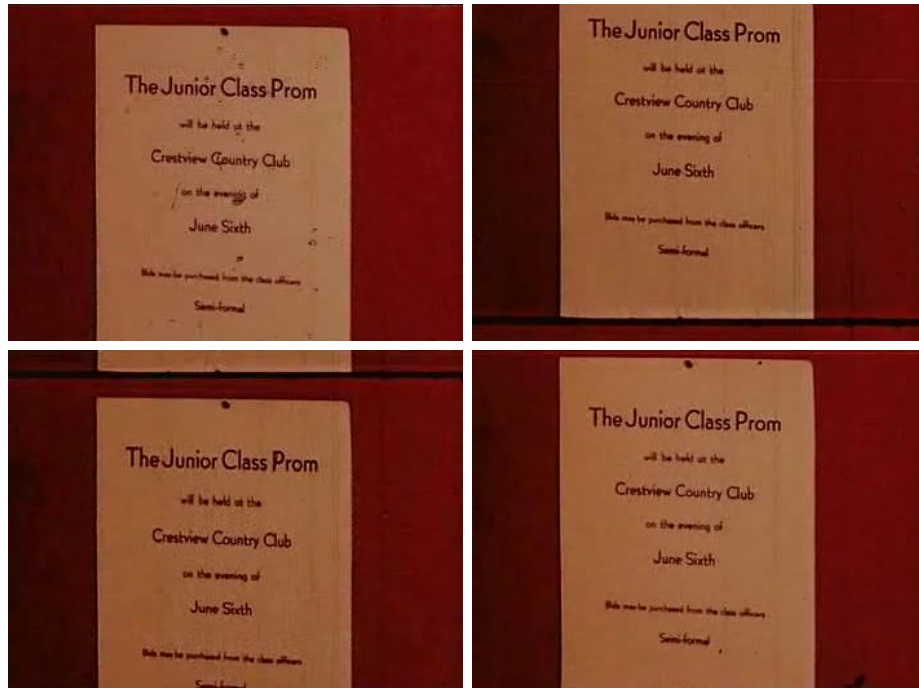 The Junior Class Prom
will be held at the
Crestview Country Club
on the evening of
June Sixth
Bids may be purchased from the class officers
Semi-formal
The Junior Class Prom
will be held at the
Crestview Country Club
on the evening of
June Sixth
Bids may be purchased from the class officers
Semi-formal
The Junior Class Prom
will be held at the
Crestview Country Club
on the evening of
June Sixth
Bids may be purchased from the class officers
Semi-formal
The Junior Class Prom
will be held at the
Crestview Country Club
on the evening of
June Sixth
Bids may be purchased from the class officers
Semi-formal